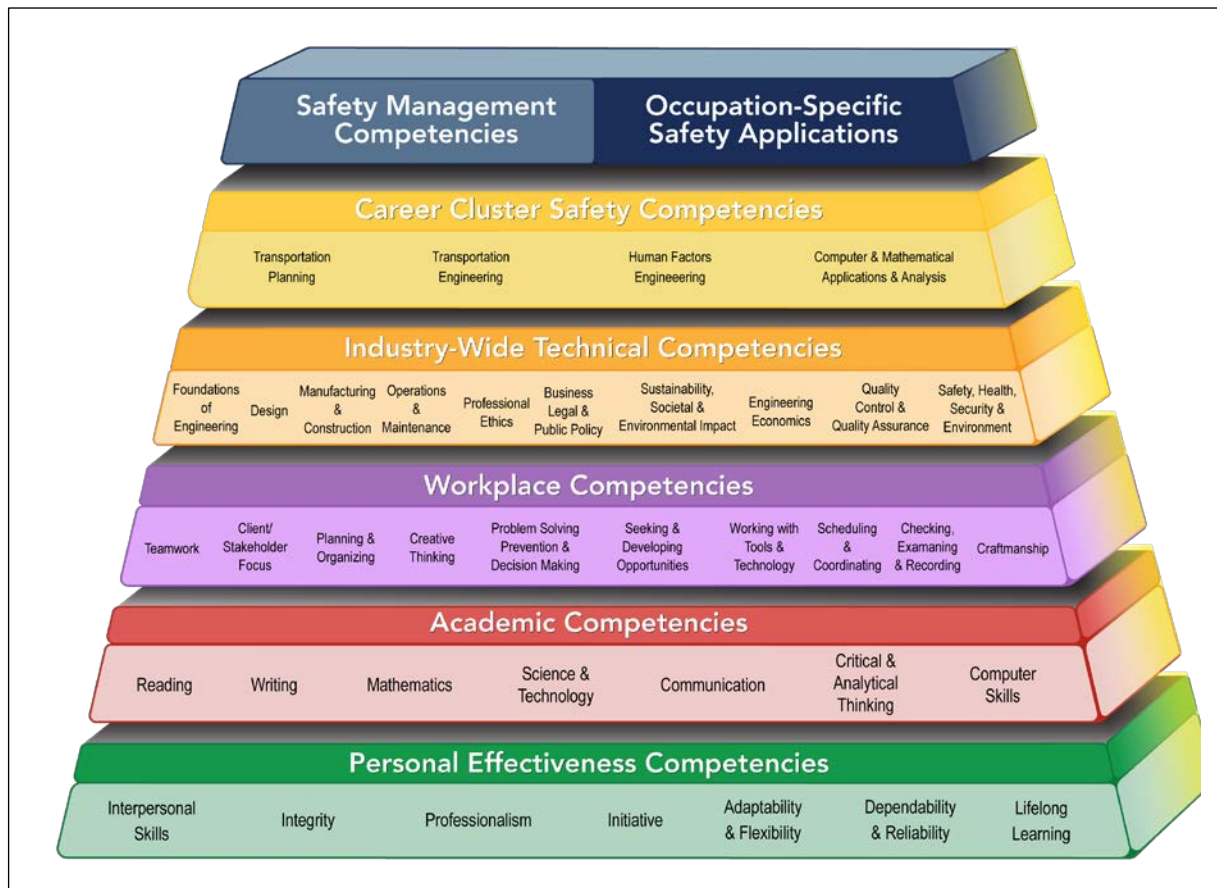 Safety Management
Competencies
Occupation-Specific
Safety Applications
Career Cluster Safety Competencies
Transportation
Planning
Transportation
Engineering
Human Factors
Engineeering
Computer & Mathematical
Applications & Analysis
Industry-Wide Technical Competencies
Foundations
of
Engineering
Design
Manufacturing
&
Construction
Operations
&
Maintenance
Professional
Ethics
Business
Legal &
Public Policy
Sustainability,
Societal &
Environmental Impact
Engineering
Economics
Quality
Control &
Quality Assurance
Safety, Health,
Security &
Environment
Workplace Competencies
Teamwork
Client/
Stakeholder
Focus
Planning &
Organizing
Creative
Thinking
Problem Solving
Prevention &
Decision Making
Seeking &
Developing
Opportunities
Working with
Tools &
Technology
Scheduling
&
Coordinating
Checking,
Examaning
& Recording
Craftmanship
Academic Competencies
Reading
Writing
Mathematics
Science &
Technology
Communication
Critical &
Analytical
Thinking
Computer
Skills
Personal Effectiveness Competencies
Interpersonal
Skills
Integrity
Professionalism
Initiative
Adaptability
& Flexibility
Dependability
& Reliability
Lifelong
Learning